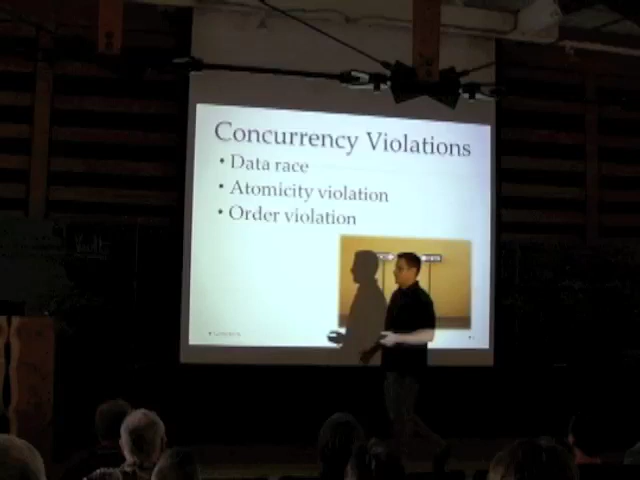 Concurrency Violations
• Data race
• Atomicity violation
• Order violation